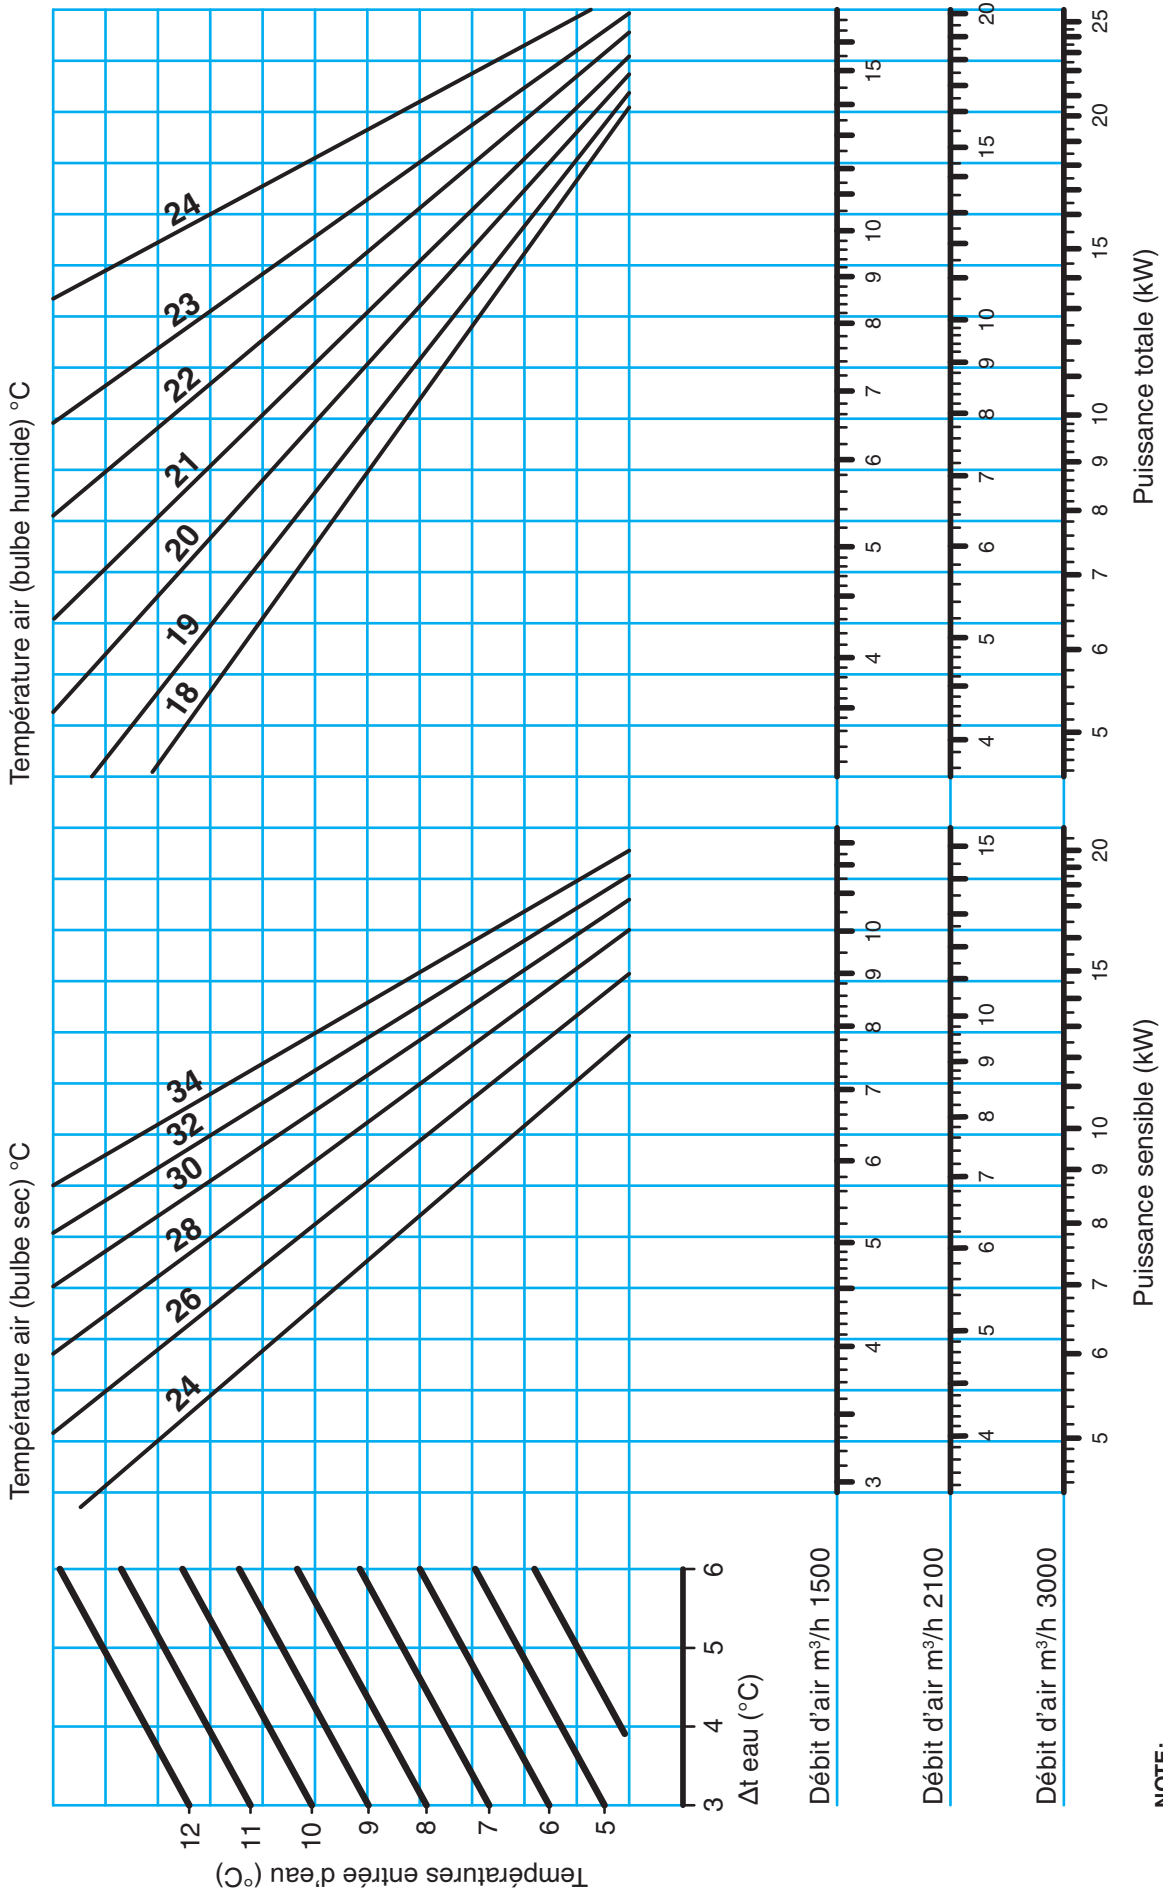 Températures entrée d'eau (°C)
12
11
10
9
8
7
6
5
3 4 5 6
Δt eau (°C)
Température air (bulbe sec) °C
24 26 28 30 32 34
Température air (bulbe humide) °C
18 19 20 21 22 23 24
Débit d'air m³/h 1500
3 4 5 6 7 8 9 10
4 5 6 7 8 9 10 15
Débit d'air m³/h 2100
4 5 6 7 8 9 10 15
4 5 6 7 8 9 10 15 20
Débit d'air m³/h 3000
5 6 7 8 9 10 15 20
5 6 7 8 9 10 15 20 25
Puissance sensible (kW)
Puissance totale (kW)
NOTE: